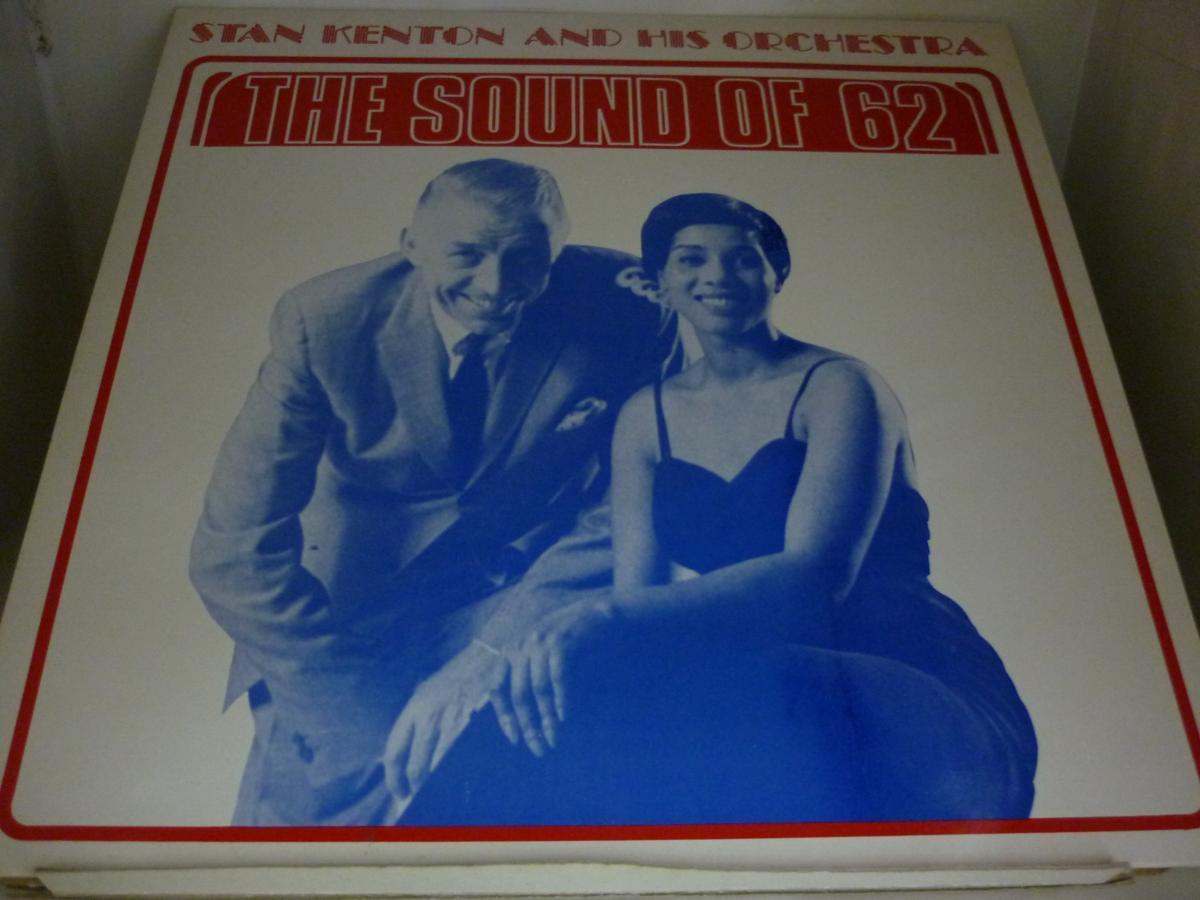 STAN KENTON AND HIS ORCHESTRA
THE SOUND OF 62